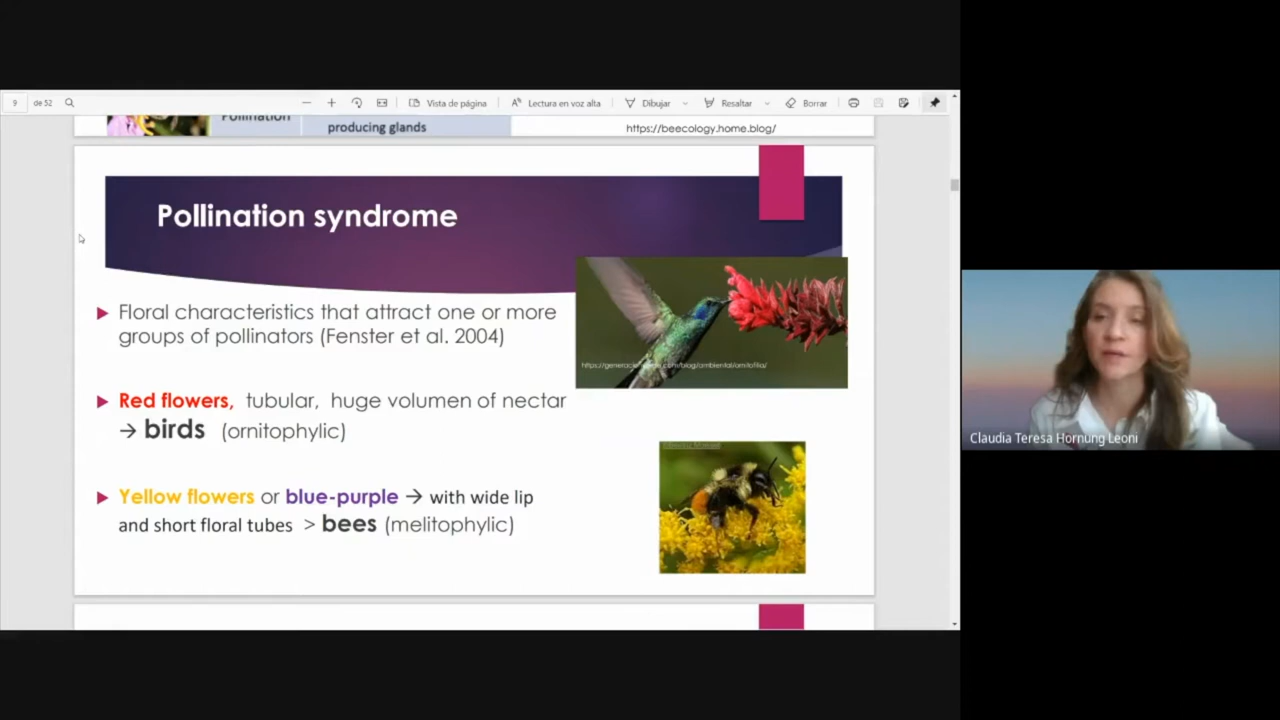 9 de 52
Vista de página
Lectura en voz alta
Dibujar
Resaltar
Borrar
Pollination
producing glands
https://beecology.home.blog/
Pollination syndrome
Floral characteristics that attract one or more
groups of pollinators (Fenster et al. 2004)
Red flowers, tubular, huge volumen of nectar
→ birds (ornitophylic)
Yellow flowers or blue-purple → with wide lip
and short floral tubes > bees (melitophylic)
Claudia Teresa Hornung Leoni